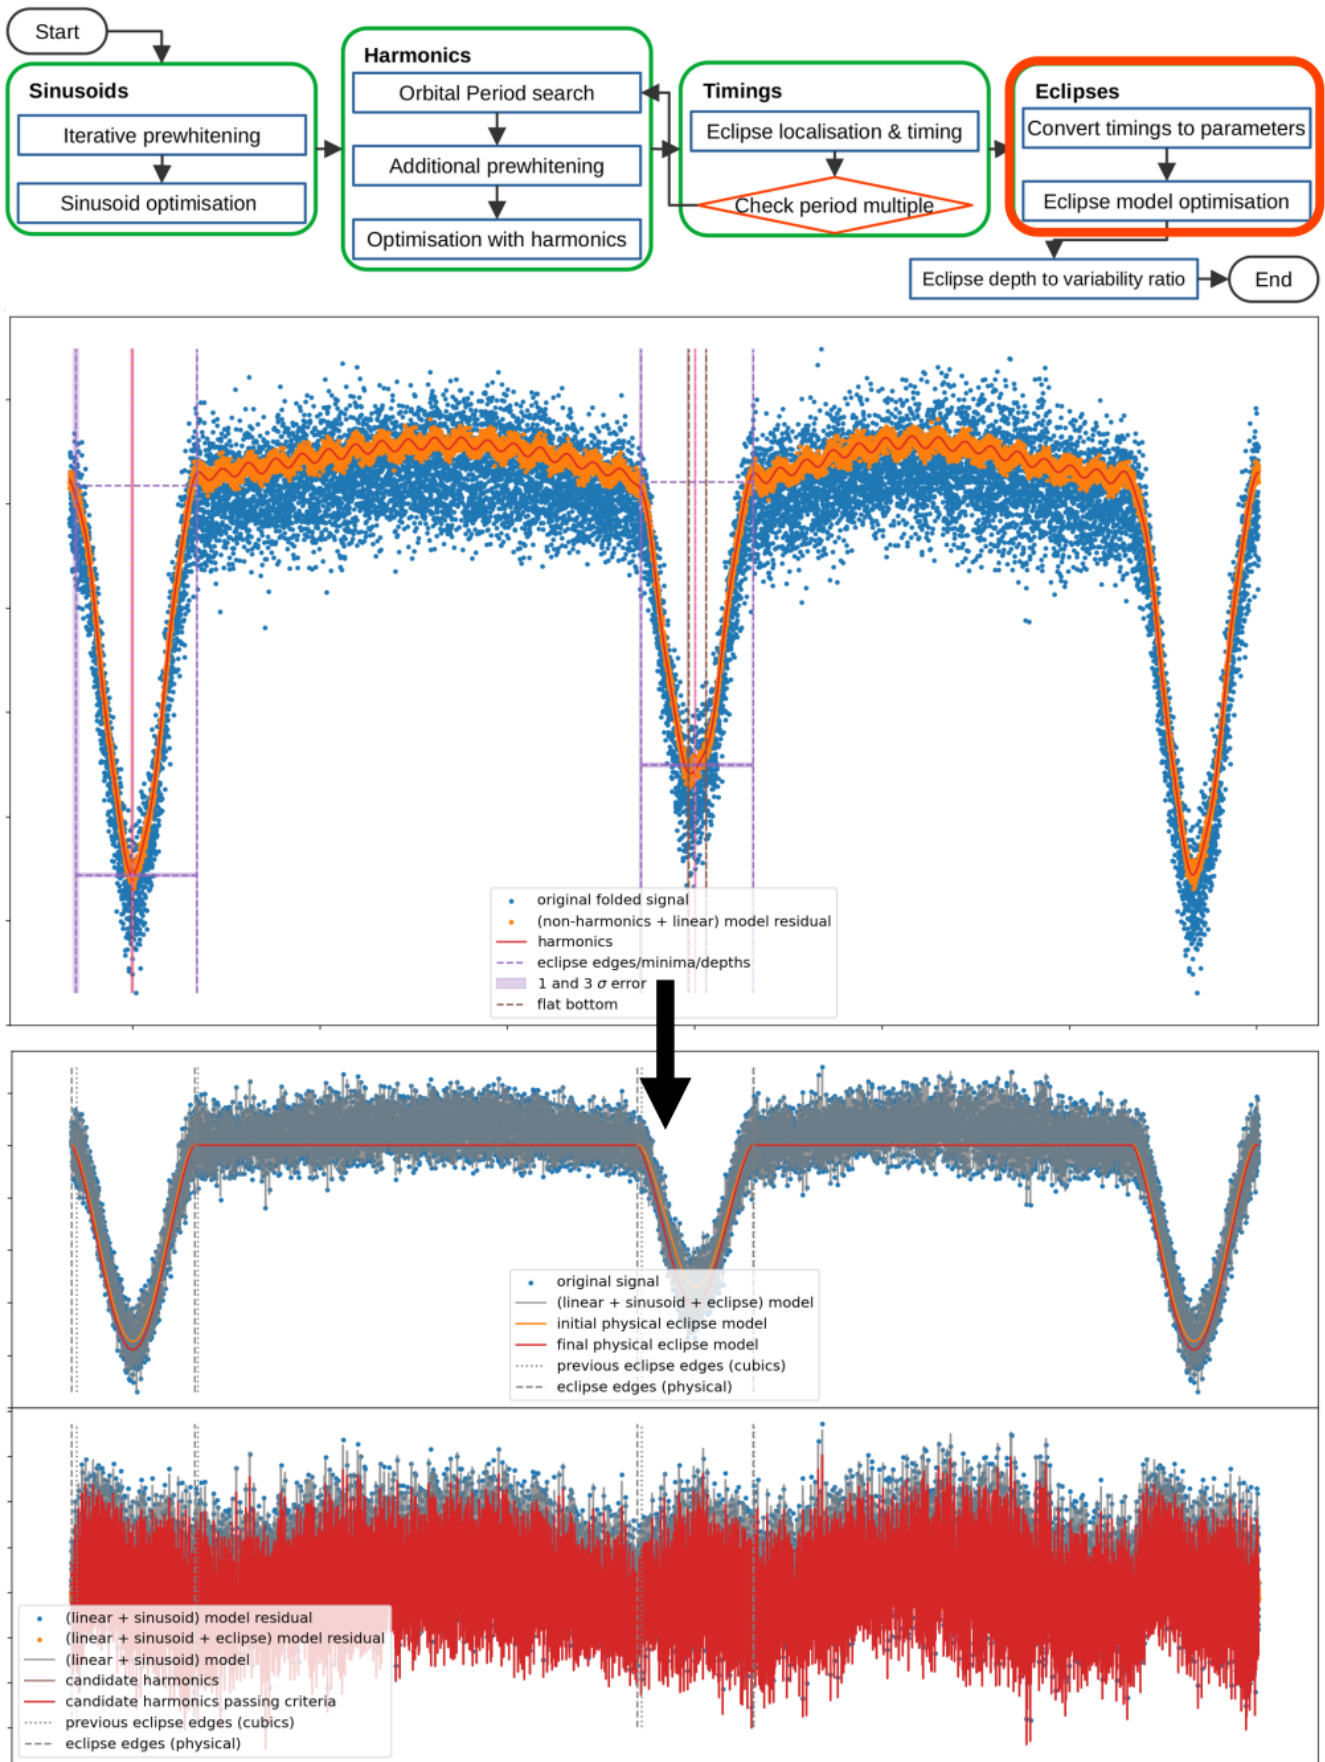 Start
Sinusoids
Iterative prewhitening
Sinusoid optimisation
Harmonics
Orbital Period search
Additional prewhitening
Optimisation with harmonics
Timings
Eclipse localisation & timing
Check period multiple
Eclipses
Convert timings to parameters
Eclipse model optimisation
Eclipse depth to variability ratio
End
original folded signal
(non-harmonics + linear) model residual
harmonics
eclipse edges/minima/depths
1 and 3 σ error
flat bottom
original signal
(linear + sinusoid + eclipse) model
initial physical eclipse model
final physical eclipse model
previous eclipse edges (cubics)
eclipse edges (physical)
(linear + sinusoid) model residual
(linear + sinusoid + eclipse) model residual
(linear + sinusoid) model
candidate harmonics
candidate harmonics passing criteria
previous eclipse edges (cubics)
eclipse edges (physical)